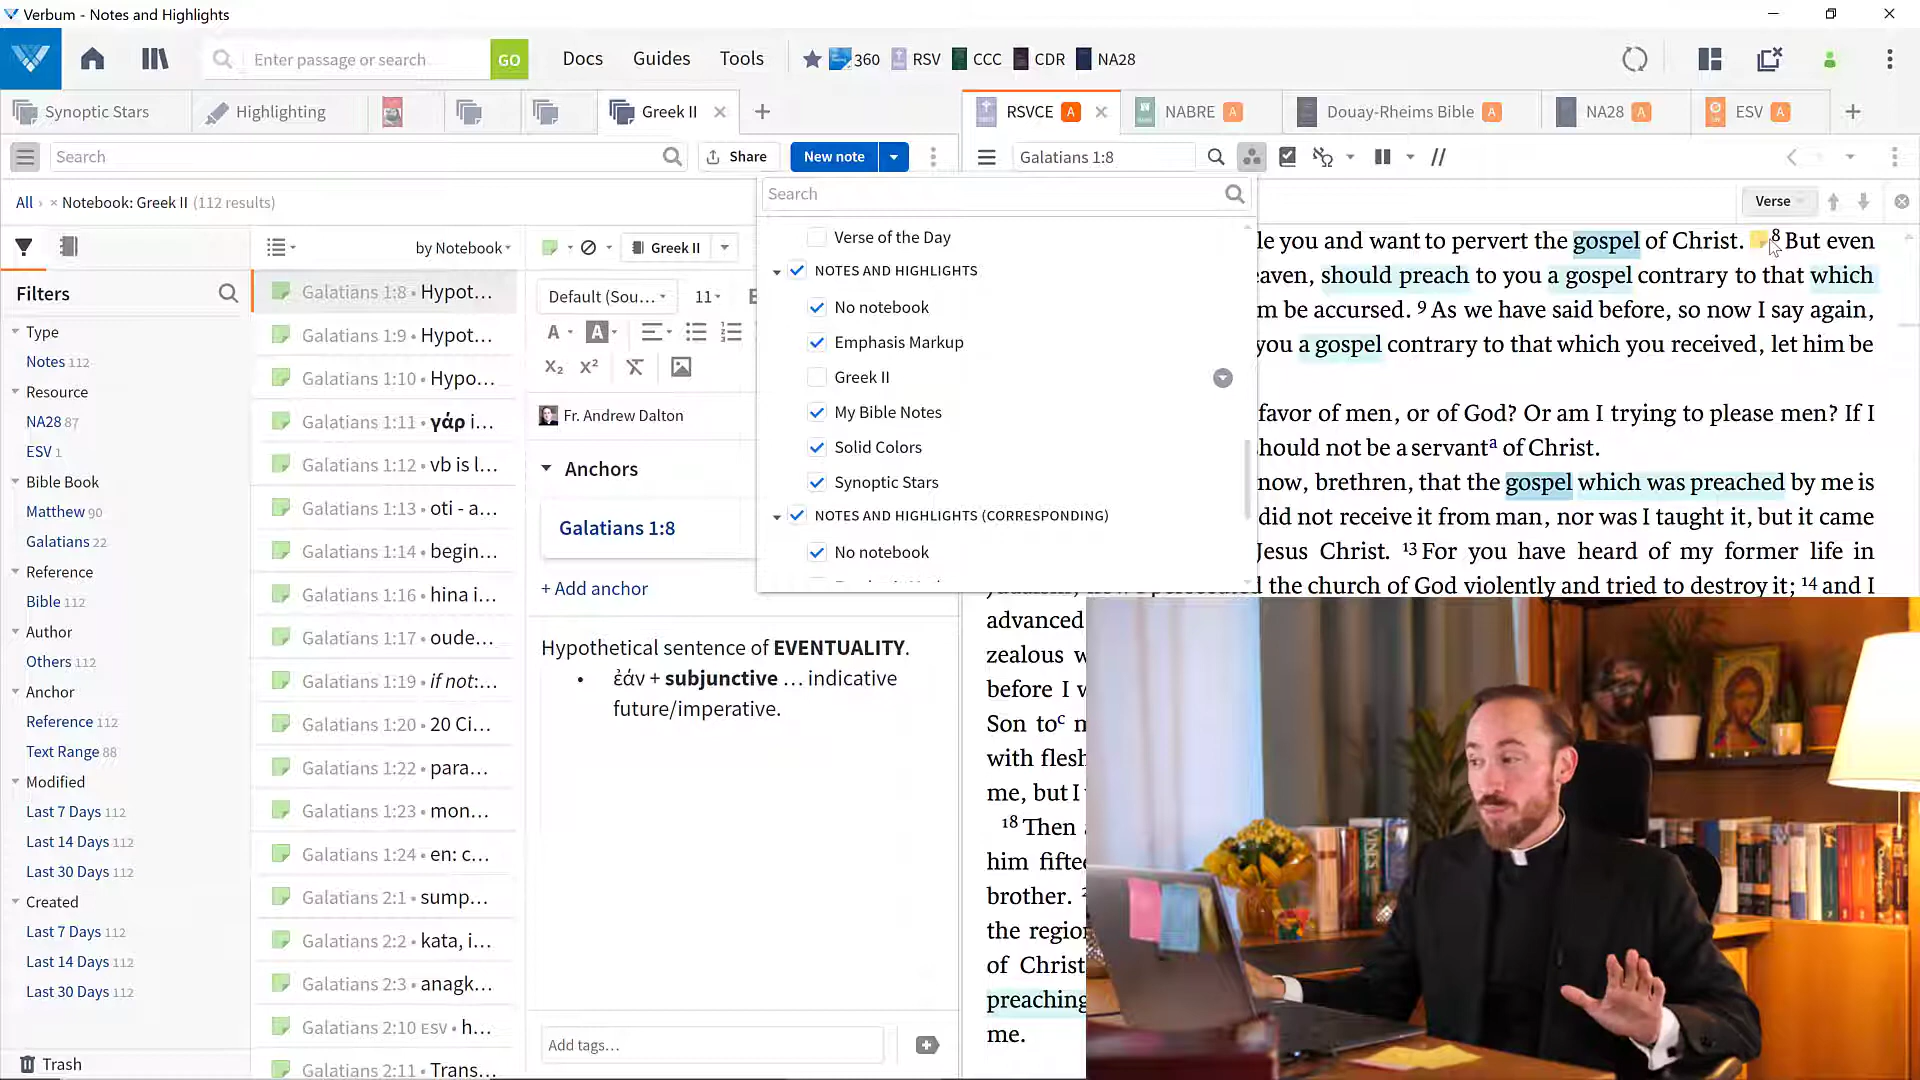 Verbum - Notes and Highlights
Enter passage or search...
GO
Docs
Guides
Tools
360
RSV
CCC
CDR
NA28
Synoptic Stars
Highlighting
Greek II
RSVCE A
NABRE A
Douay-Rheims Bible A
NA28 A
ESV A
Search
Share
New note
Galatians 1:8
All › × Notebook: Greek II (112 results)
Verse
by Notebook
Greek II
Filters
Type
Notes 112
Resource
NA28 87
ESV 1
Bible Book
Matthew 90
Galatians 22
Reference
Bible 112
Author
Others 112
Anchor
Reference 112
Text Range 88
Modified
Last 7 Days 112
Last 14 Days 112
Last 30 Days 112
Created
Last 7 Days 112
Last 14 Days 112
Last 30 Days 112
Trash
Galatians 1:8 • Hypot...
Galatians 1:9 • Hypot...
Galatians 1:10 • Hypo...
Galatians 1:11 • γάρ i...
Galatians 1:12 • vb is l...
Galatians 1:13 • oti - a...
Galatians 1:14 • begin...
Galatians 1:16 • hina i...
Galatians 1:17 • oude...
Galatians 1:19 • if not:...
Galatians 1:20 • 20 Ci...
Galatians 1:22 • para...
Galatians 1:23 • mon...
Galatians 1:24 • en: c...
Galatians 2:1 • sump...
Galatians 2:2 • kata, i...
Galatians 2:3 • anagk...
Galatians 2:10 ESV • h...
Galatians 2:11 • Trans...
Default (Sou...
11
A
A
X₂ X²
Fr. Andrew Dalton
Anchors
Galatians 1:8
+ Add anchor
Hypothetical sentence of EVENTUALITY.
• ἐάν + subjunctive … indicative
future/imperative.
Add tags...
Search
Verse of the Day
NOTES AND HIGHLIGHTS
No notebook
Emphasis Markup
Greek II
My Bible Notes
Solid Colors
Synoptic Stars
NOTES AND HIGHLIGHTS (CORRESPONDING)
No notebook
le you and want to pervert the gospel of Christ. 8 But even
eaven, should preach to you a gospel contrary to that which
m be accursed. 9 As we have said before, so now I say again,
you a gospel contrary to that which you received, let him be
favor of men, or of God? Or am I trying to please men? If I
should not be a servantᵃ of Christ.
now, brethren, that the gospel which was preached by me is
did not receive it from man, nor was I taught it, but it came
Jesus Christ. 13 For you have heard of my former life in
the church of God violently and tried to destroy it; 14 and I
advanced
zealous w
before I w
Son toᶜ m
with flesh
me, but I
18 Then
him fifte
brother.
the region
of Christ
preaching
me.
VINE'S